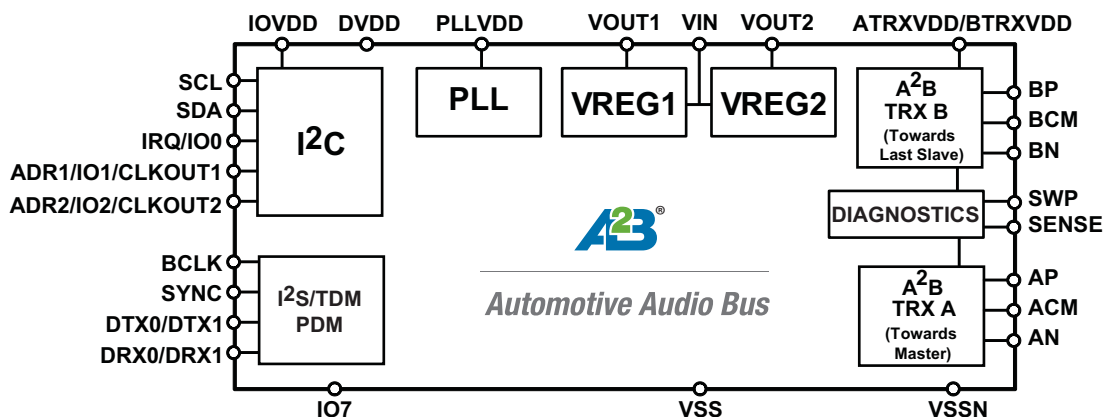 IOVDD DVDD PLLVDD VOUT1 VIN VOUT2 ATRXVDD/BTRXVDD
SCL
SDA
IRQ/IO0
ADR1/IO1/CLKOUT1
ADR2/IO2/CLKOUT2
I2C
PLL
VREG1
VREG2
A2B
TRX B
(Towards
Last Slave)
BP
BCM
BN
DIAGNOSTICS
SWP
SENSE
A2B®
Automotive Audio Bus
BCLK
SYNC
DTX0/DTX1
DRX0/DRX1
I2S/TDM
PDM
A2B
TRX A
(Towards
Master)
AP
ACM
AN
IO7 VSS VSSN